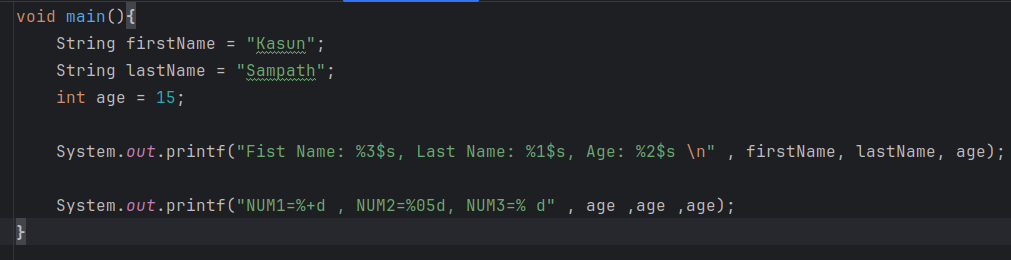 void main(){
    String firstName = "Kasun";
    String lastName = "Sampath";
    int age = 15;
    System.out.printf("Fist Name: %3$s, Last Name: %1$s, Age: %2$s \n" , firstName, lastName, age);
    System.out.printf("NUM1=%+d , NUM2=%05d, NUM3=% d" , age ,age ,age);
}